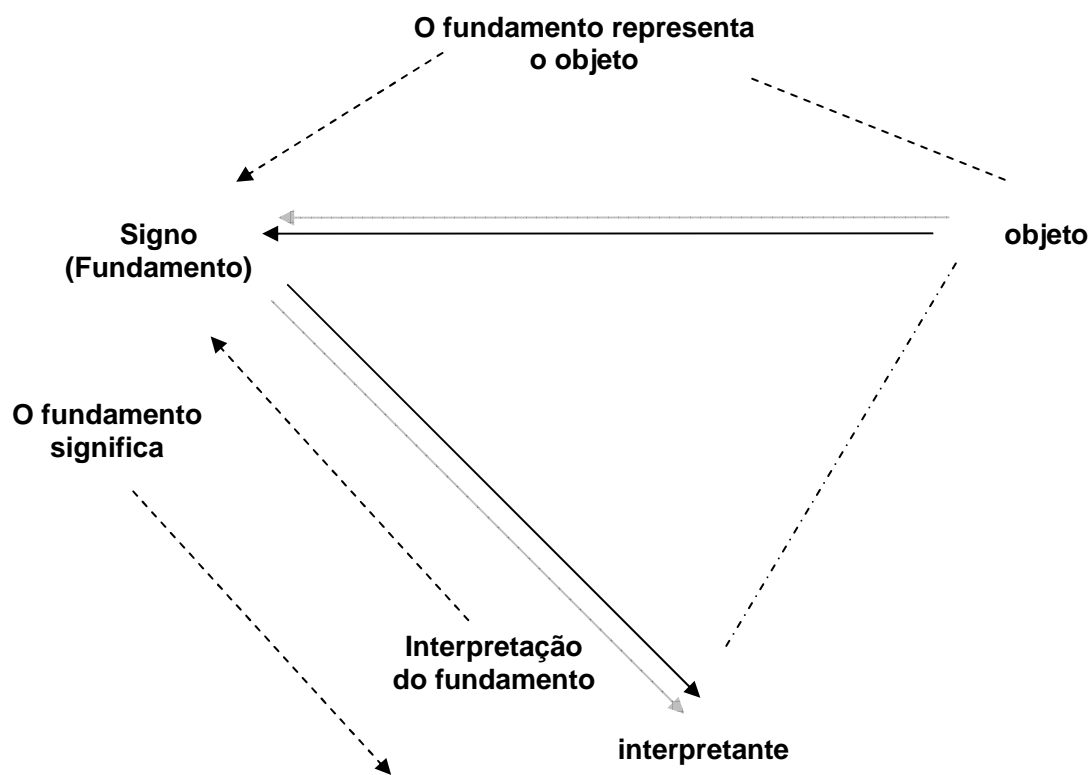 O fundamento representa
o objeto
Signo
(Fundamento)
objeto
O fundamento
significa
Interpretação
do fundamento
interpretante